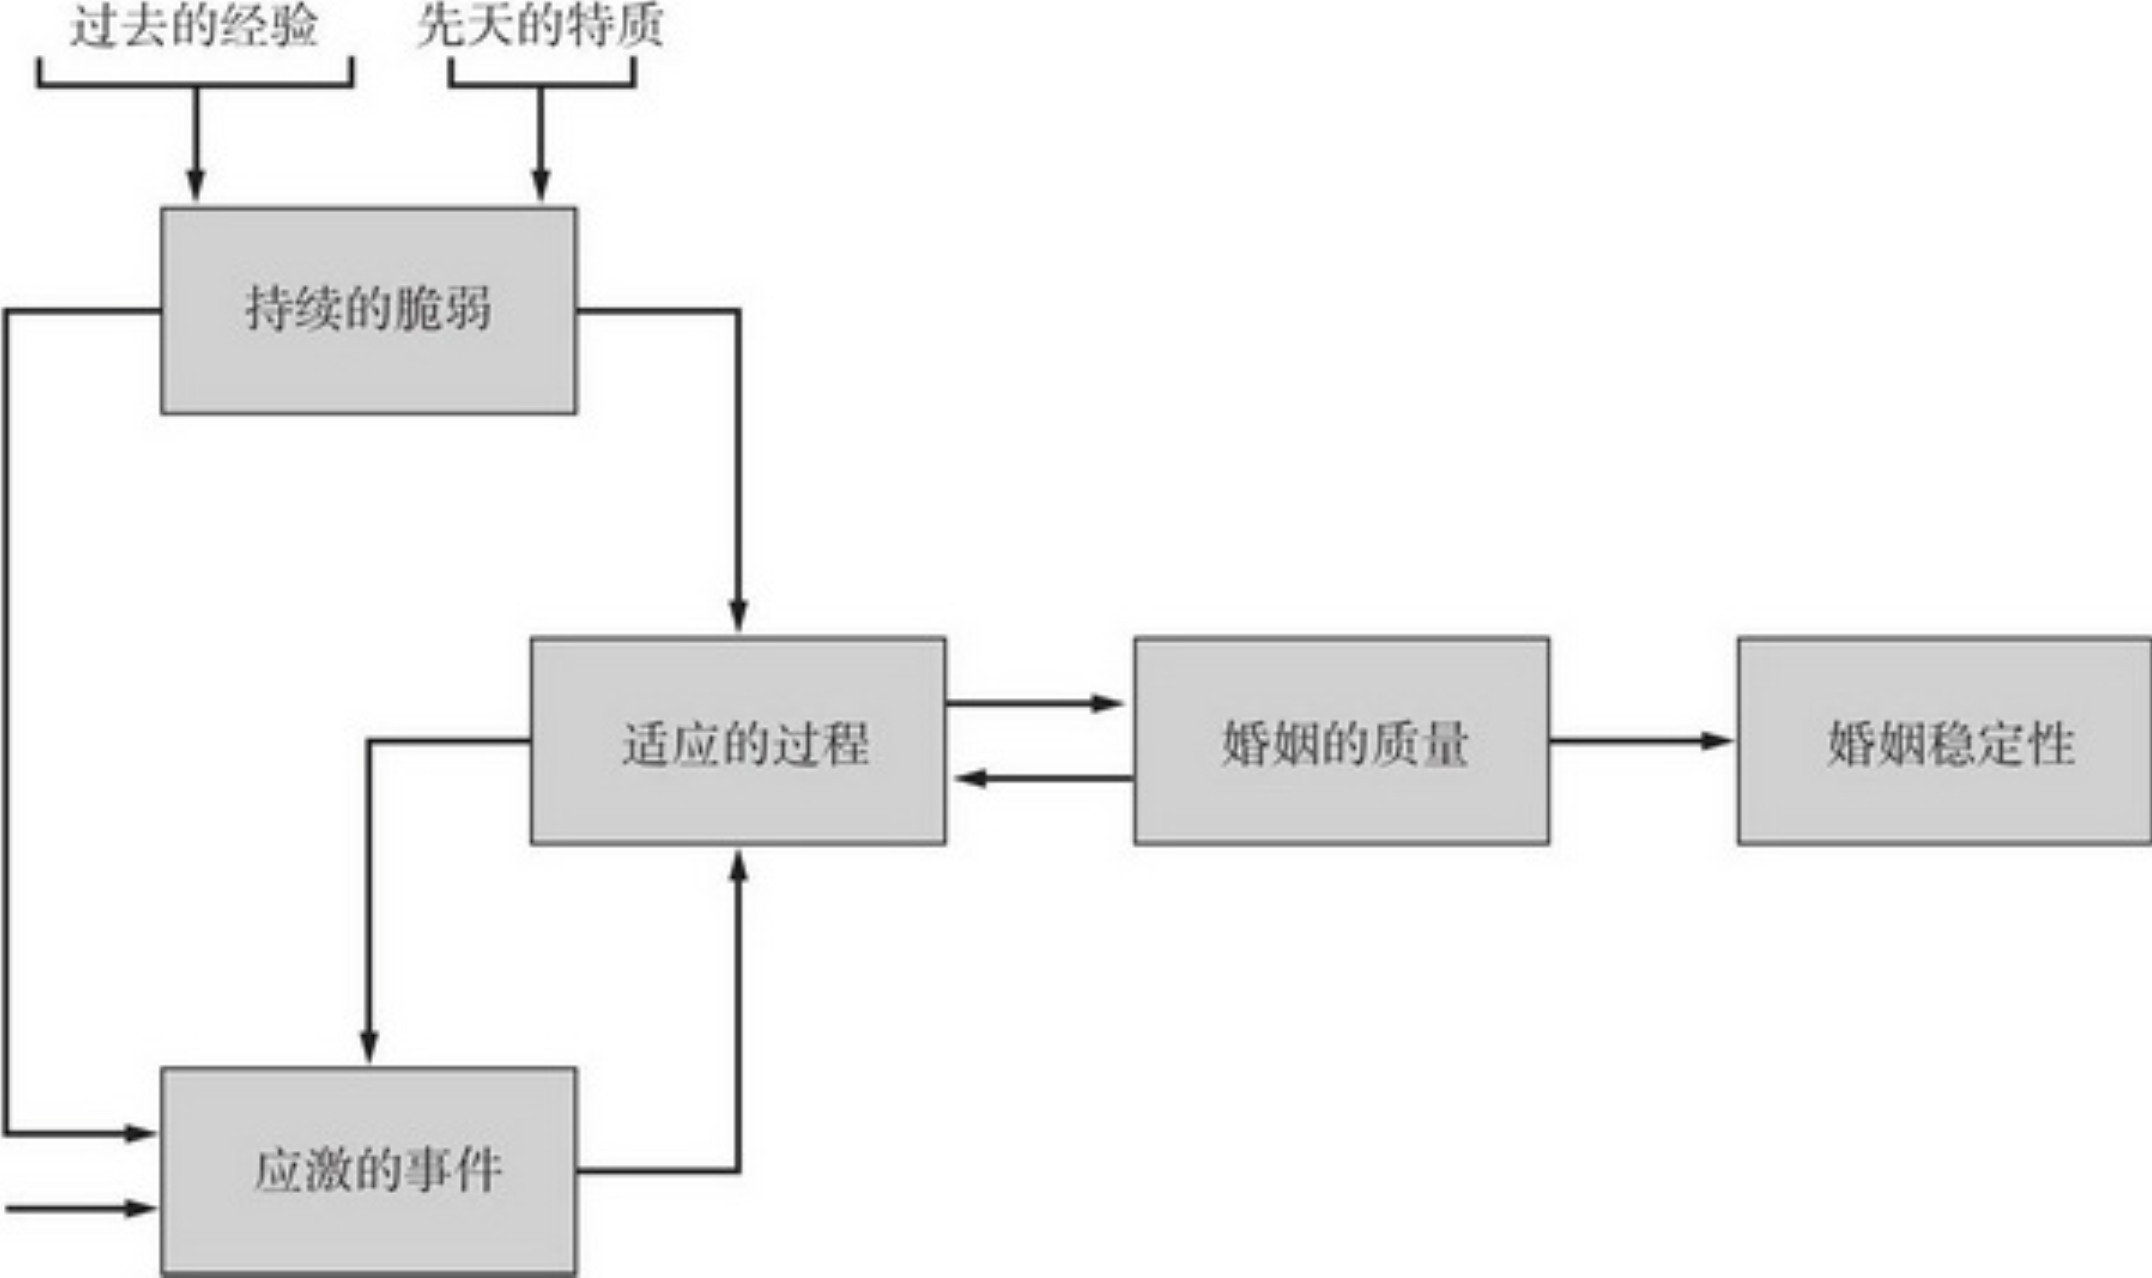 过去的经验
先天的特质
持续的脆弱
适应的过程
婚姻的质量
婚姻稳定性
应激的事件